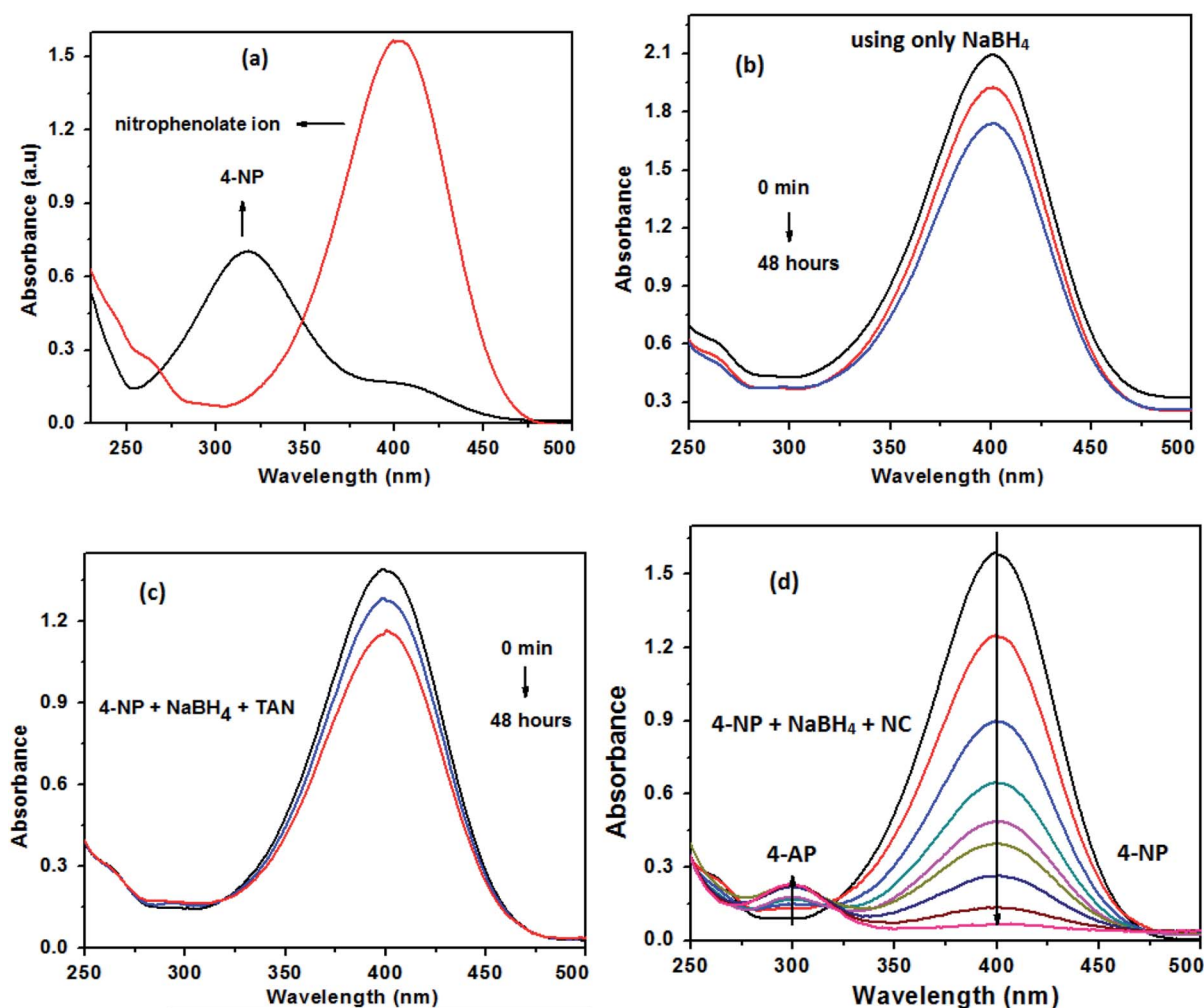 (a)
nitrophenolate ion
4-NP
Absorbance (a.u)
1.5
1.2
0.9
0.6
0.3
0.0
250 300 350 400 450 500
Wavelength (nm)
(b)
using only NaBH₄
0 min
48 hours
Absorbance
2.1
1.8
1.5
1.2
0.9
0.6
0.3
250 300 350 400 450 500
Wavelength (nm)
(c)
0 min
4-NP + NaBH₄ + TAN
48 hours
Absorbance
1.2
0.9
0.6
0.3
0.0
250 300 350 400 450 500
Wavelength (nm)
(d)
4-NP + NaBH₄ + NC
4-AP
4-NP
Absorbance
1.5
1.2
0.9
0.6
0.3
0.0
250 300 350 400 450 500
Wavelength (nm)